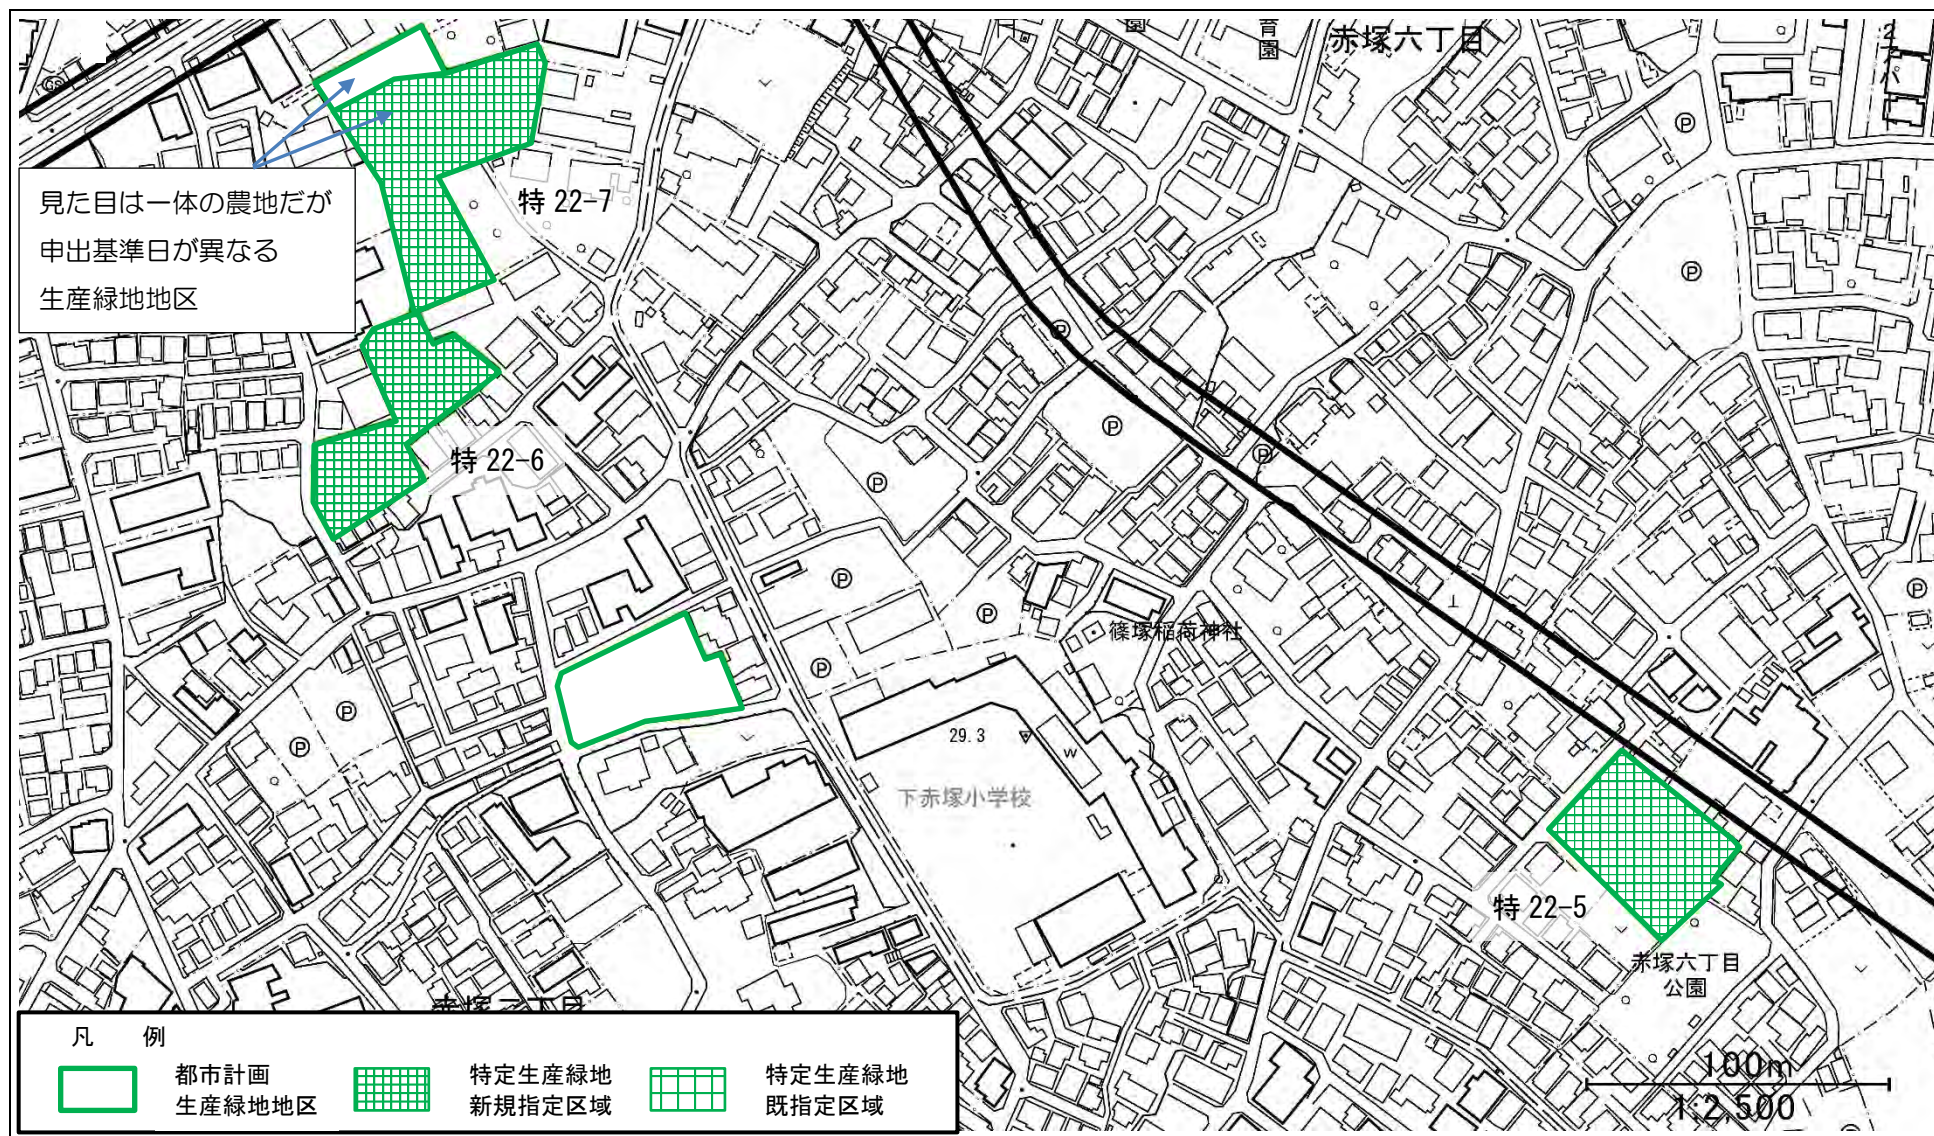 育
園
赤塚六丁目
GS
見た目は一体の農地だが
申出基準日が異なる
生産緑地地区
特 22-7
特 22-6
P
P
P
P
P
P
P
P
P
P
P
P
P
篠塚稲荷神社
29.3
W
下赤塚小学校
特 22-5
赤塚六丁目
公園
凡 例
都市計画
生産緑地地区
特定生産緑地
新規指定区域
特定生産緑地
既指定区域
100m
1:2,500